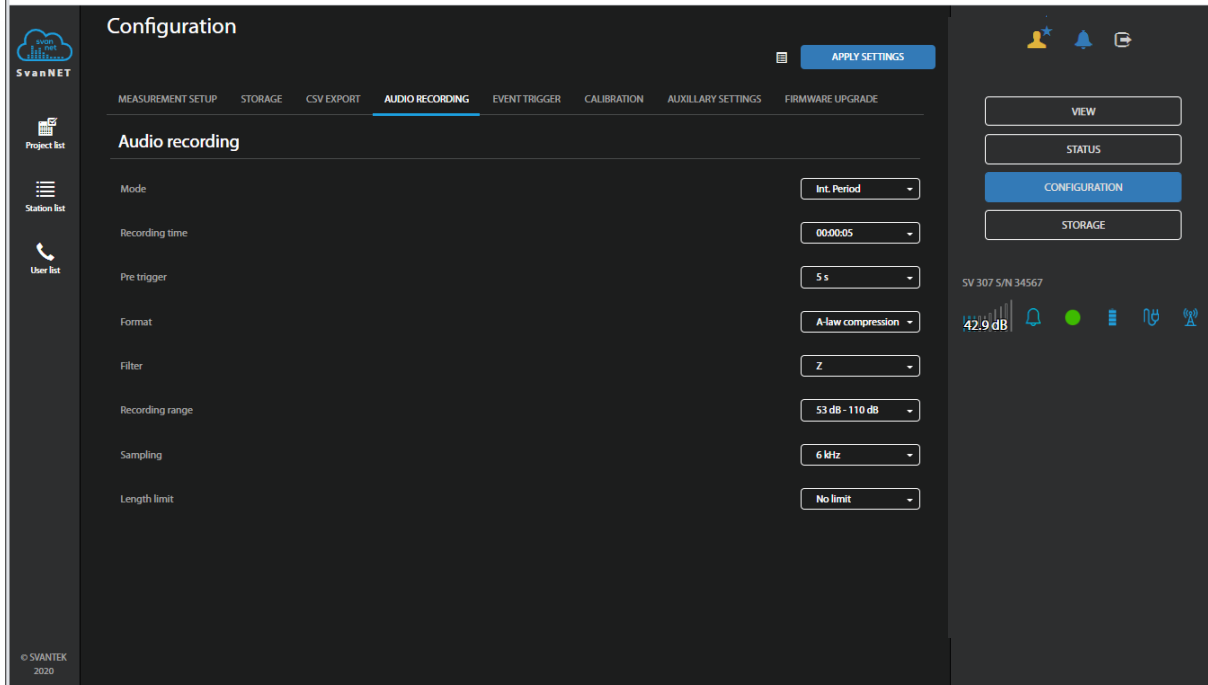 svan
net
SvanNET
Project list
Station list
User list
© SVANTEK
2020
Configuration
APPLY SETTINGS
MEASUREMENT SETUP STORAGE CSV EXPORT AUDIO RECORDING EVENT TRIGGER CALIBRATION AUXILLARY SETTINGS FIRMWARE UPGRADE
Audio recording
Mode Int. Period
Recording time 00:00:05
Pre trigger 5 s
Format A-law compression
Filter Z
Recording range 53 dB - 110 dB
Sampling 6 kHz
Length limit No limit
VIEW
STATUS
CONFIGURATION
STORAGE
SV 307 S/N 34567
42.9 dB